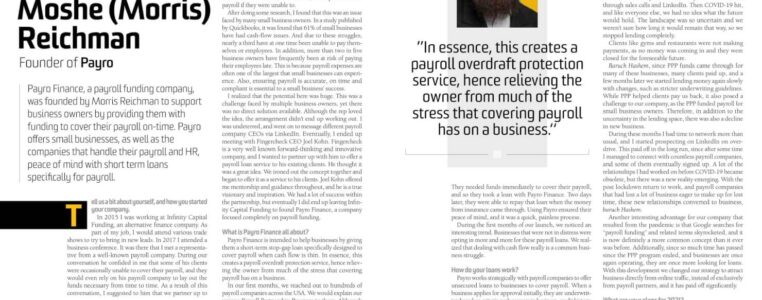 Moshe (Morris)
Reichman
Founder of Payro
Payro Finance, a payroll funding company,
was founded by Morris Reichman to support
business owners by providing them with
funding to cover their payroll on-time. Payro
offers small businesses, as well as the
companies that handle their payroll and HR,
peace of mind with short term loans
specifically for payroll.
Tell us a bit about yourself, and how you started
your company.
In 2015 I was working at Infinity Capital
Funding, an alternative finance company. As
part of my job, I would attend various trade
shows to try to bring in new leads. In 2017 I attended a
business conference. It was there that I met a representa-
tive from a well-known payroll company. During our
conversation he confided in me that some of his clients
were occasionally unable to cover their payroll, and they
would even rely on his payroll company to lay out the
funds necessary from time to time. As a result of this
conversation, I suggested to him that we partner up to
payroll if they were unable to.
After doing some research, I found that this was an issue
faced by many small business owners. In a study published
by Quickbooks, it was found that 61% of small businesses
have had cash-flow issues. And due to these struggles,
nearly a third have at one time been unable to pay them-
selves or employees. In addition, more than two in five
business owners have frequently been at risk of paying
their employees late. This is because payroll expenses are
often one of the largest that small businesses can experi-
ence. Also, ensuring payroll is accurate, on time and
compliant is essential to a small business' success.
I realized that the potential here was huge. This was a
challenge faced by multiple business owners, yet there
was no direct solution available. Although the rep loved
the idea, the arrangement didn't end up working out. I
was undeterred, and went on to message different payroll
company CEOs via LinkedIn. Eventually, I ended up
meeting with Fingercheck CEO Joel Kohn. Fingercheck
is a very well known forward-thinking and innovative
company, and I wanted to partner up with him to offer a
payroll loan service to his existing clients. He thought it
was a great idea. We ironed out the concept together and
began to offer it as a service to his clients. Joel Kohn offered
me mentorship and guidance throughout, and he is a true
visionary and inspiration. We had a lot of success within
the partnership, but eventually I did end up leaving Infin-
ity Capital Funding to found Payro Finance, a company
focused completely on payroll funding.
What is Payro Finance all about?
Payro Finance is intended to help businesses by giving
them a short-term stop-gap loan specifically designed to
cover payroll when cash flow is thin. In essence, this
creates a payroll overdraft protection service, hence reliev-
ing the owner from much of the stress that covering
payroll has on a business.
In our first months, we reached out to hundreds of
payroll companies across the USA. We would explain our
"In essence, this creates a
payroll overdraft protection
service, hence relieving the
owner from much of the
stress that covering payroll
has on a business."
They needed funds immediately to cover their payroll,
and so they took a loan with Payro Finance. Two days
later, they were able to repay that loan when the money
from insurance came through. Using Payro ensured their
peace of mind, and it was a quick, painless process.
During the first months of our launch, we noticed an
interesting trend: Businesses that were not in distress were
opting in more and more for these payroll loans. We real-
ized that dealing with cash flow really is a common busi-
ness struggle.
How do your loans work?
Payro works strategically with payroll companies to offer
unsecured loans to businesses to cover payroll. When a
business applies for approval initially, they are underwrit-
through sales calls and LinkedIn. Then COVID-19 hit,
and like everyone else, we had no idea what the future
would hold. The landscape was so uncertain and we
weren't sure how long it would remain that way, so we
stopped lending completely.
Clients like gyms and restaurants were not making
payments, as no money was coming in and they were
closed for the foreseeable future.
Baruch Hashem, since PPP funds came through for
many of these businesses, many clients paid up, and a
few months later we started lending money again slowly
with changes, such as stricter underwriting guidelines.
While PPP helped clients pay us back, it also posed a
challenge to our company, as the PPP funded payroll for
small business owners. Therefore, in addition to the
uncertainty in the lending space, there was also a decline
in new business.
During these months I had time to network more than
usual, and I started prospecting on LinkedIn on over-
drive. This paid off in the long run, since after some time
I managed to connect with countless payroll companies,
and some of them eventually signed up. A lot of the
relationships I had worked on before COVID-19 became
obsolete, but there was a new reality emerging. With the
post lockdown return to work, and payroll companies
that had lost a lot of business eager to make up for lost
time, these new relationships converted to business,
baruch Hashem.
Another interesting advantage for our company that
resulted from the pandemic is that Google searches for
"payroll funding" and related terms skyrocketed, and it
is now definitely a more common concept than it ever
was before. Additionally, since so much time has passed
since the PPP program ended, and businesses are once
again operating, they are once more looking for loans.
With this development we changed our strategy to attract
business directly from online traffic, instead of exclusively
from payroll partners, and it has paid off significantly.